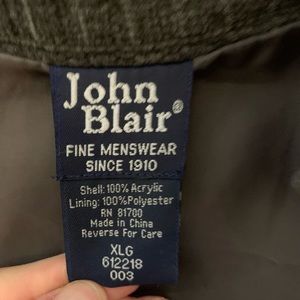 John
Blair®
FINE MENSWEAR
SINCE 1910
Shell: 100% Acrylic
Lining: 100% Polyester
RN 81700
Made in China
Reverse For Care
XLG
612218
003